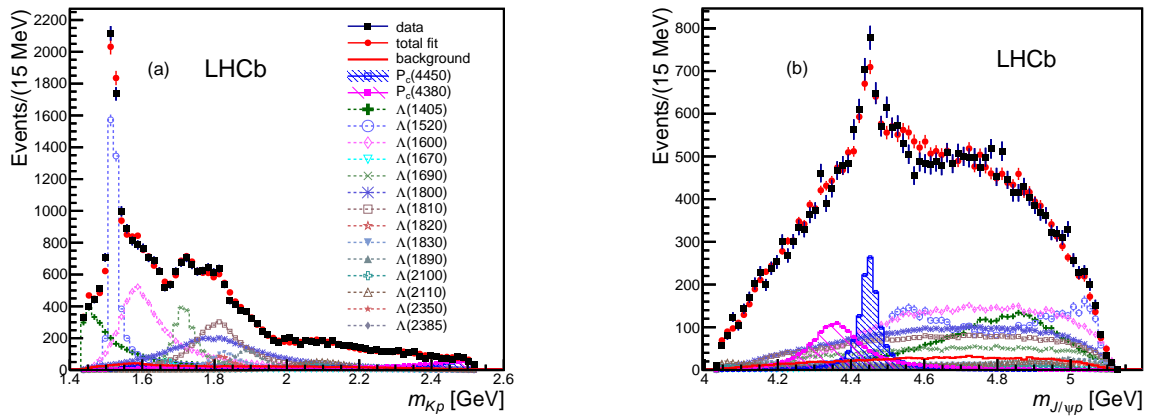 Events/(15 MeV)
2200
2000
1800
1600
1400
1200
1000
800
600
400
200
0
1.4
1.6
1.8
2
2.2
2.4
2.6
m_Kp [GeV]
(a)
LHCb
data
total fit
background
P_c(4450)
P_c(4380)
Λ(1405)
Λ(1520)
Λ(1600)
Λ(1670)
Λ(1690)
Λ(1800)
Λ(1810)
Λ(1820)
Λ(1830)
Λ(1890)
Λ(2100)
Λ(2110)
Λ(2350)
Λ(2385)
Events/(15 MeV)
800
700
600
500
400
300
200
100
0
4
4.2
4.4
4.6
4.8
5
m_J/ψp [GeV]
(b)
LHCb